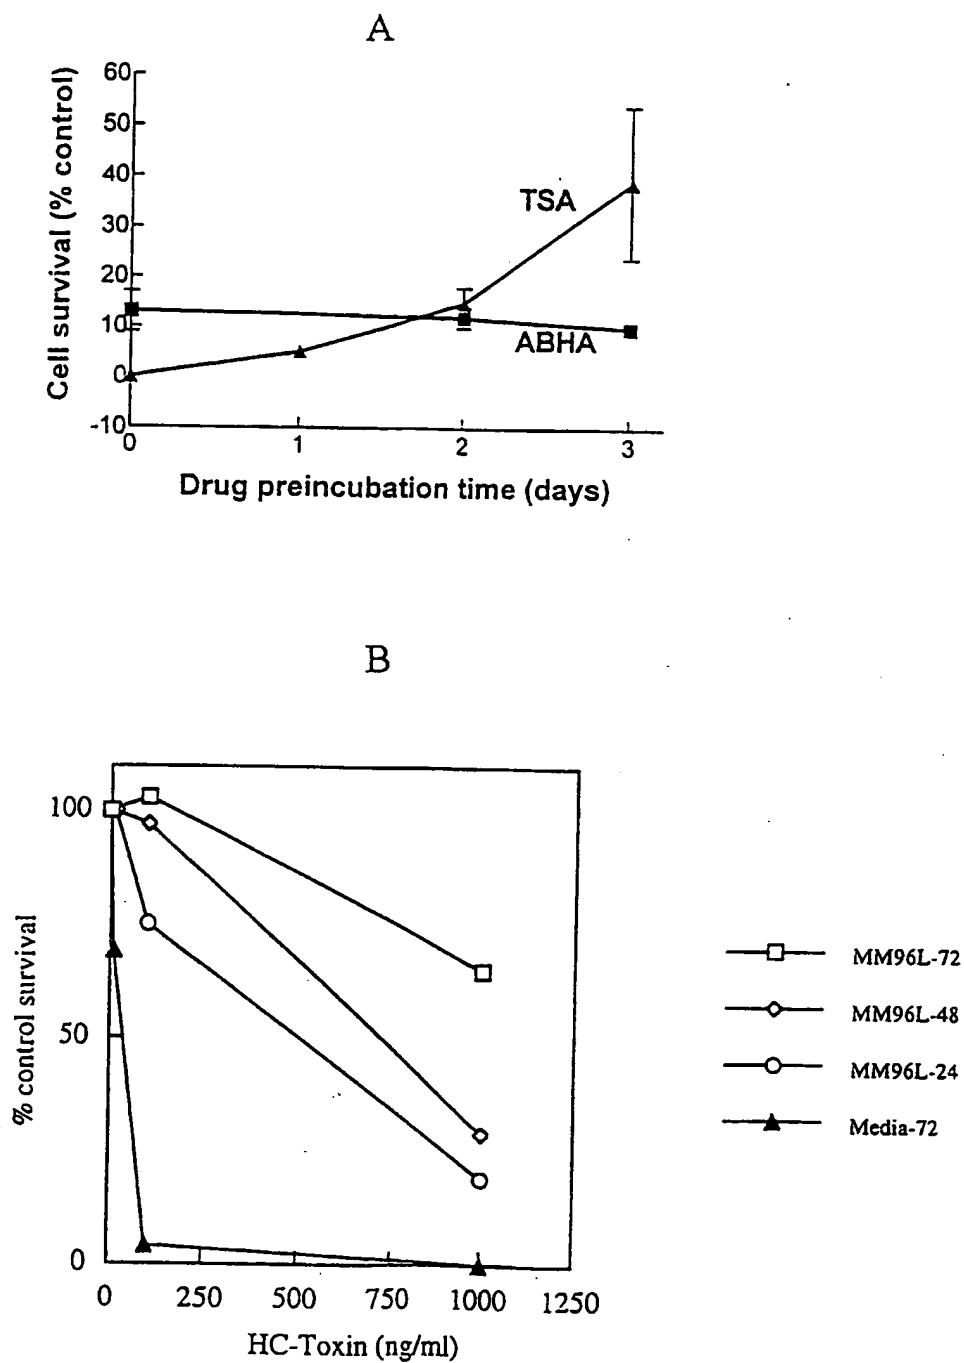 A
Cell survival (% control)
60
50
40
30
20
10
0
-10
TSA
ABHA
0 1 2 3
Drug preincubation time (days)
B
% control survival
100
50
0
0 250 500 750 1000 1250
HC-Toxin (ng/ml)
MM96L-72
MM96L-48
MM96L-24
Media-72